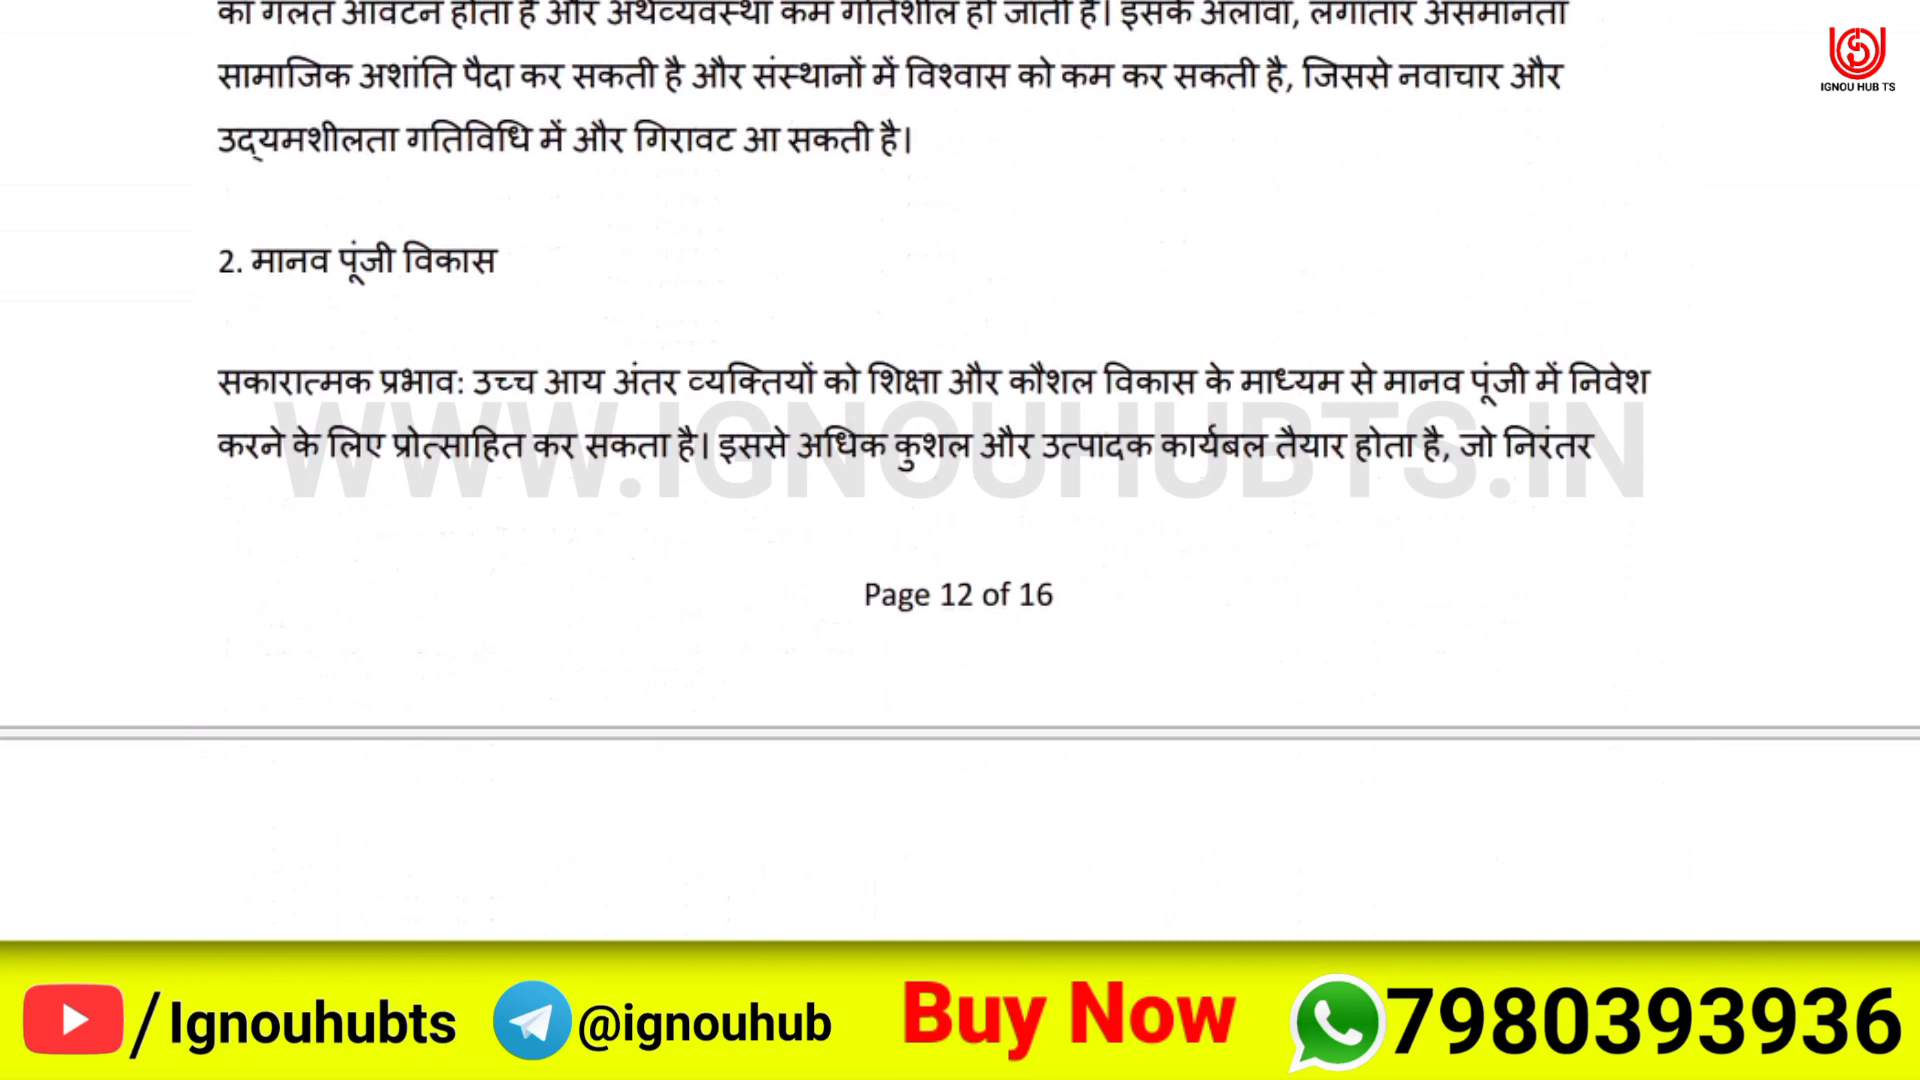 का गलत आवंटन होता है और अर्थव्यवस्था कम गतिशील हो जाती है। इसके अलावा, लगातार असमानता
IGNOU HUB TS
सामाजिक अशांति पैदा कर सकती है और संस्थानों में विश्वास को कम कर सकती है, जिससे नवाचार और
उद्यमशीलता गतिविधि में और गिरावट आ सकती है।
2. मानव पूंजी विकास
सकारात्मक प्रभाव: उच्च आय अंतर व्यक्तियों को शिक्षा और कौशल विकास के माध्यम से मानव पूंजी में निवेश
करने के लिए प्रोत्साहित कर सकता है। इससे अधिक कुशल और उत्पादक कार्यबल तैयार होता है, जो निरंतर
WWW.IGNOUHUBTS.IN
Page 12 of 16
/Ignouhubts @ignouhub Buy Now 7980393936